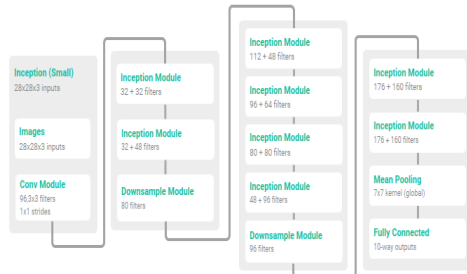 Inception (Small)
28x28x3 inputs
Images
28x28x3 inputs
Conv Module
96,3x3 filters
1x1 strides
Inception Module
32 + 32 filters
Inception Module
32 + 48 filters
Downsample Module
80 filters
Inception Module
112 + 48 filters
Inception Module
96 + 64 filters
Inception Module
80 + 80 filters
Inception Module
48 + 96 filters
Downsample Module
96 filters
Inception Module
176 + 160 filters
Inception Module
176 + 160 filters
Mean Pooling
7x7 kernel (global)
Fully Connected
10-way outputs